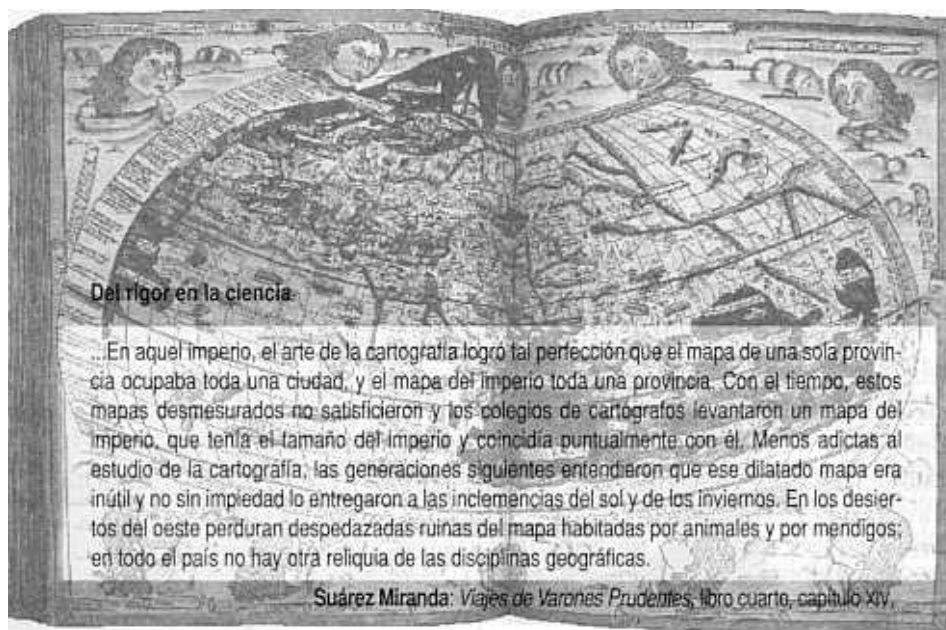 Del rigor en la ciencia
...En aquel imperio, el arte de la cartografía logró tal perfección que el mapa de una sola provin-
cia ocupaba toda una ciudad, y el mapa del imperio toda una provincia. Con el tiempo, estos
mapas desmesurados no satisficieron y los colegios de cartógrafos levantaron un mapa del
imperio, que tenía el tamaño del imperio y coincidía puntualmente con él. Menos adictas al
estudio de la cartografía, las generaciones siguientes entendieron que ese dilatado mapa era
inútil y no sin impiedad lo entregaron a las inclemencias del sol y de los inviernos. En los desier-
tos del oeste perduran despedazadas ruinas del mapa habitadas por animales y por mendigos;
en todo el país no hay otra reliquia de las disciplinas geográficas.
Suárez Miranda: Viajes de Varones Prudentes, libro cuarto, capítulo XIV,